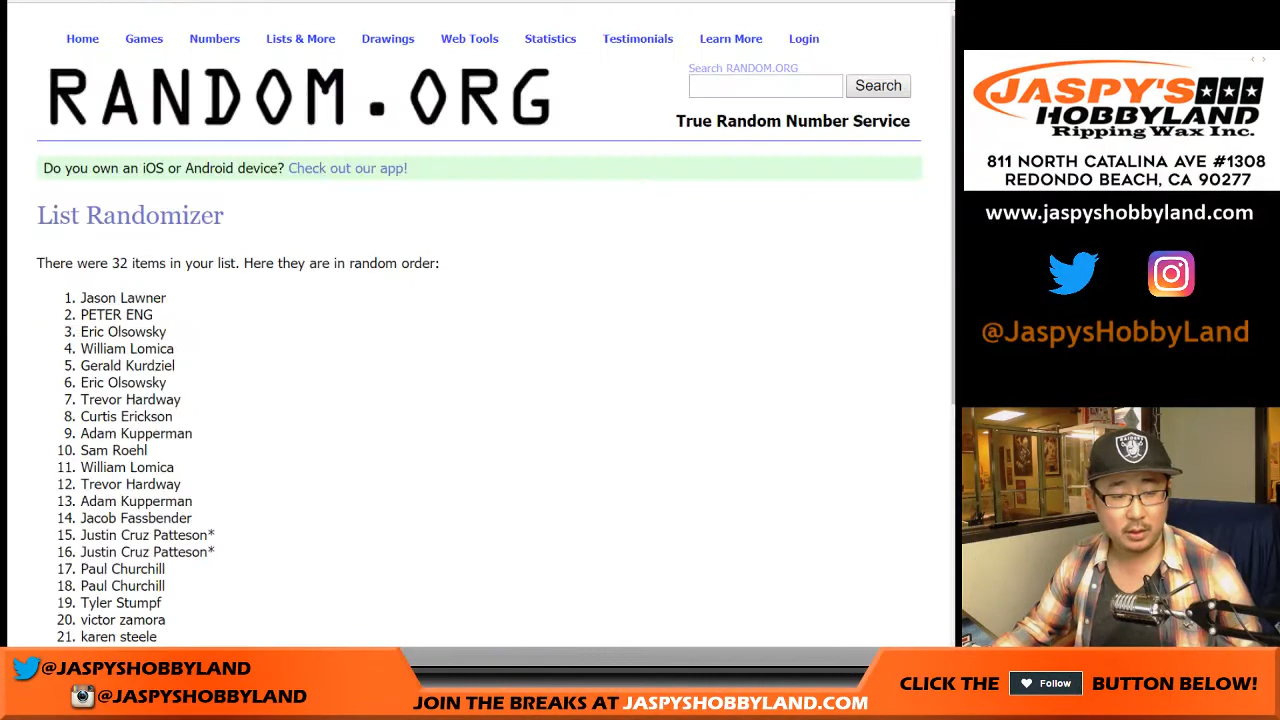 Home Games Numbers Lists & More Drawings Web Tools Statistics Testimonials Learn More Login
RANDOM.ORG
Search RANDOM.ORG
Search
True Random Number Service
Do you own an iOS or Android device? Check out our app!
List Randomizer
There were 32 items in your list. Here they are in random order:
1. Jason Lawner
2. PETER ENG
3. Eric Olsowsky
4. William Lomica
5. Gerald Kurdziel
6. Eric Olsowsky
7. Trevor Hardway
8. Curtis Erickson
9. Adam Kupperman
10. Sam Roehl
11. William Lomica
12. Trevor Hardway
13. Adam Kupperman
14. Jacob Fassbender
15. Justin Cruz Patteson*
16. Justin Cruz Patteson*
17. Paul Churchill
18. Paul Churchill
19. Tyler Stumpf
20. victor zamora
21. karen steele
JASPY'S
HOBBYLAND
Ripping Wax Inc.
811 NORTH CATALINA AVE #1308
REDONDO BEACH, CA 90277
www.jaspyshobbyland.com
@JaspysHobbyLand
RAIDERS
@JASPYSHOBBYLAND
@JASPYSHOBBYLAND
JOIN THE BREAKS AT JASPYSHOBBYLAND.COM
CLICK THE Follow BUTTON BELOW!